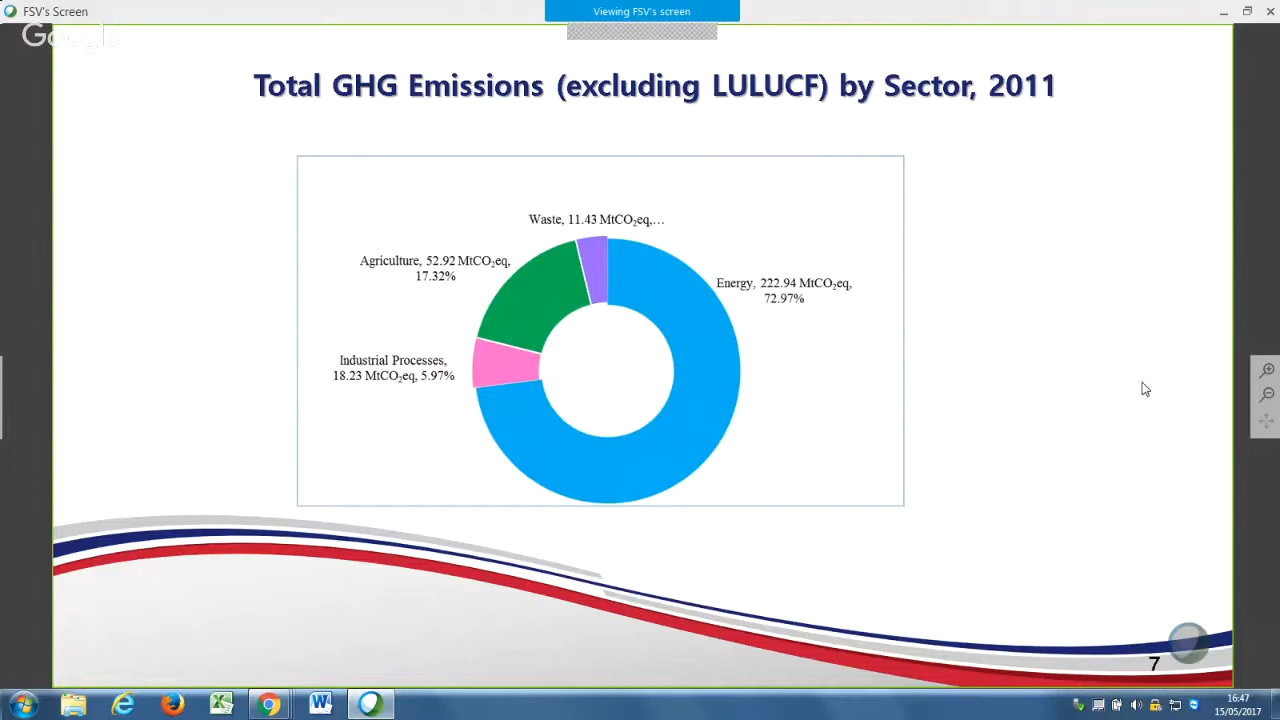 FSV's Screen
Viewing FSV's screen
Total GHG Emissions (excluding LULUCF) by Sector, 2011
Waste, 11.43 MtCO₂eq,…
Agriculture, 52.92 MtCO₂eq,
17.32%
Energy, 222.94 MtCO₂eq,
72.97%
Industrial Processes,
18.23 MtCO₂eq, 5.97%
7
16:47
15/05/2017